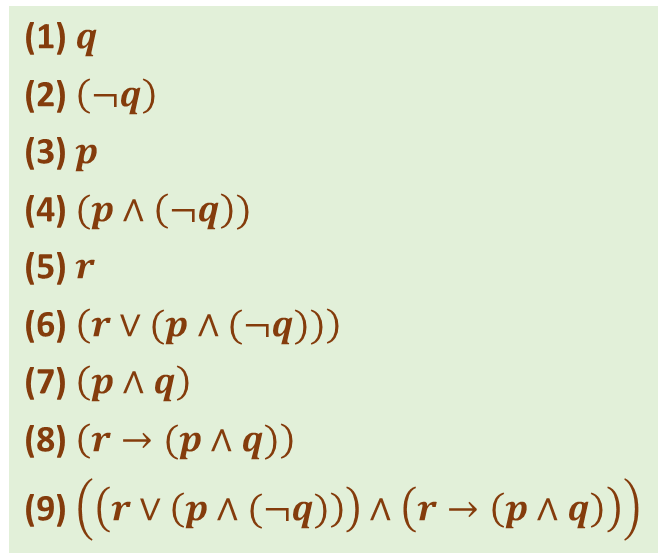 (1) q
(2) (¬q)
(3) p
(4) (p ∧ (¬q))
(5) r
(6) (r ∨ (p ∧ (¬q)))
(7) (p ∧ q)
(8) (r → (p ∧ q))
(9) ((r ∨ (p ∧ (¬q))) ∧ (r → (p ∧ q)))